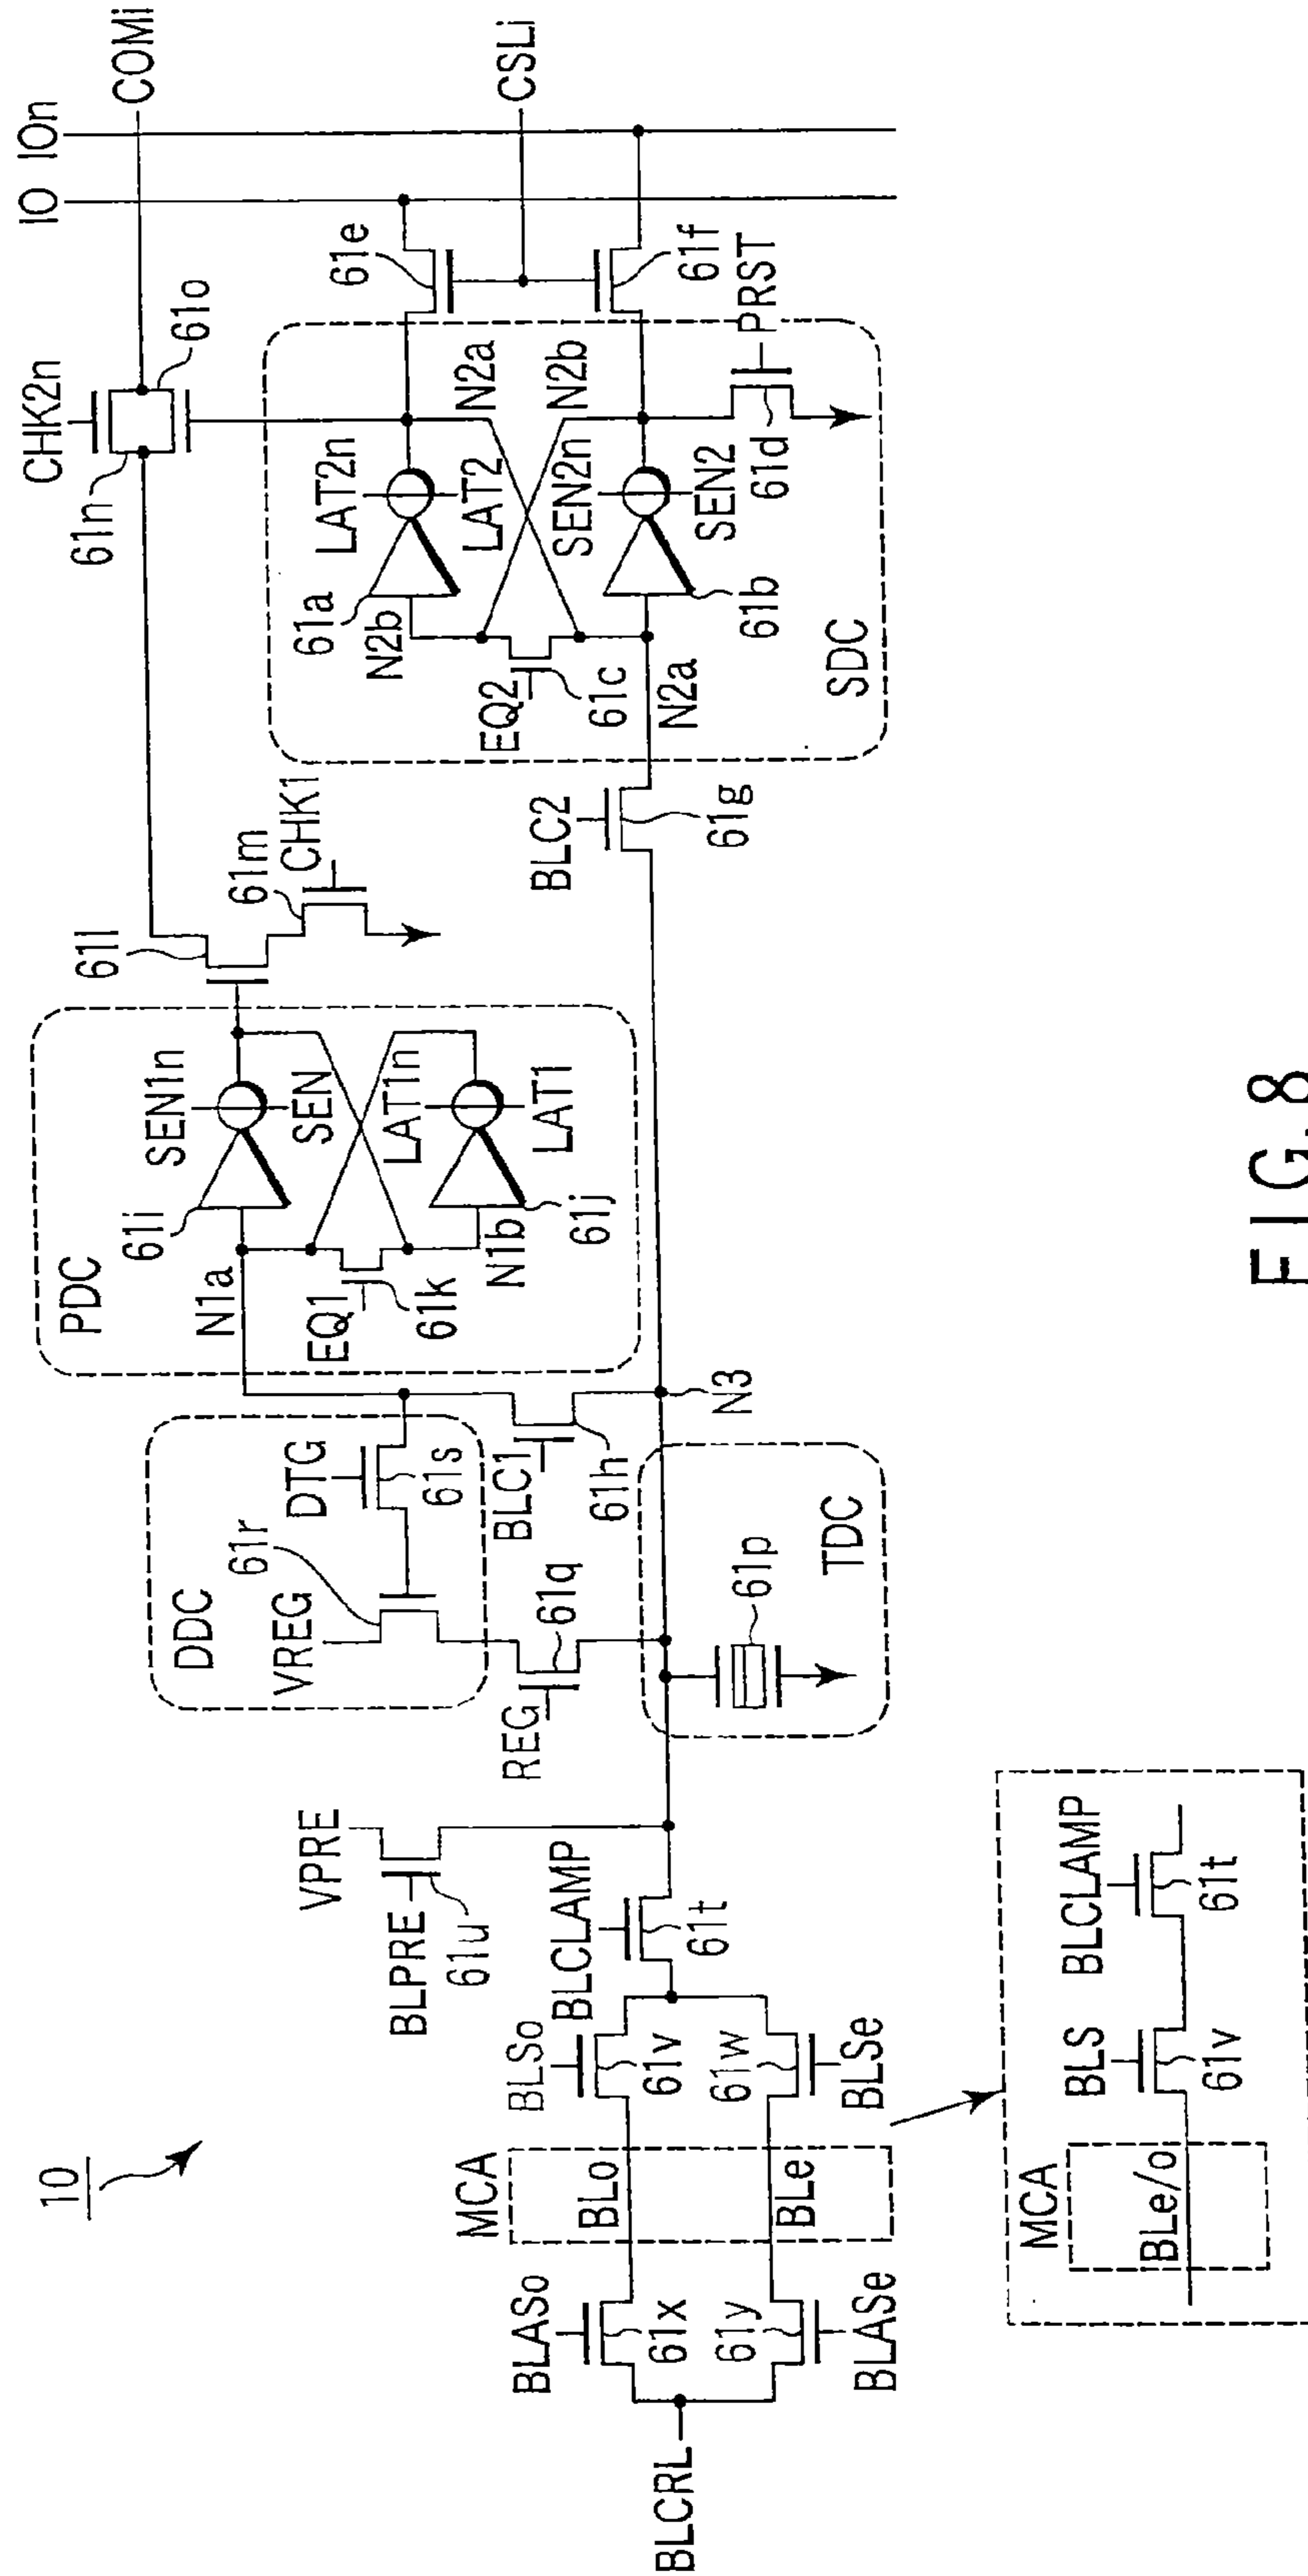 10
BLCRL
BLASo
61x
61y
BLASe
MCA
BLo
BLe
BLSo
61v
61w
BLSe
BLCLAMP
61t
VPRE
BLPRE
61u
DDC
VREG
61r
DTG
61s
REG
61q
BLC1
61h
TDC
61p
N3
PDC
N1a
61i
SEN1n
SEN
EQ1
61k
LAT1n
LAT1
N1b
61j
61l
61m
CHK1
BLC2
61g
CHK2n
61n
61o
COMi
IO
IOn
CSLi
61e
61f
SDC
61a
N2b
LAT2n
LAT2
N2a
EQ2
61c
N2a
N2b
SEN2n
SEN2
61b
61d
PRST
MCA
BLe/o
BLS
61v
BLCLAMP
61t
FIG.8